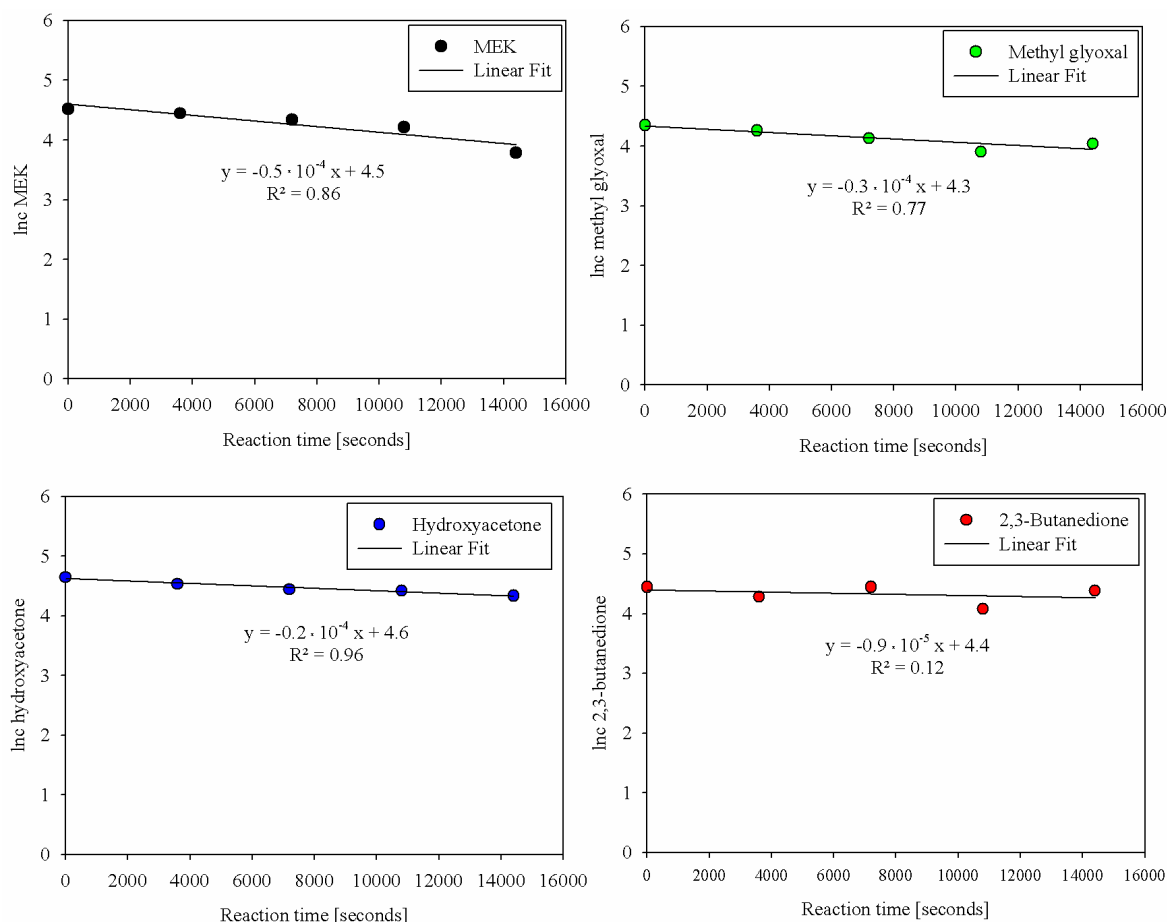 6
5
4
3
2
1
0
lnc MEK
MEK
Linear Fit
y = -0.5 · 10^-4 x + 4.5
R² = 0.86
0 2000 4000 6000 8000 10000 12000 14000 16000
Reaction time [seconds]
6
5
4
3
2
1
0
lnc methyl glyoxal
Methyl glyoxal
Linear Fit
y = -0.3 · 10^-4 x + 4.3
R² = 0.77
0 2000 4000 6000 8000 10000 12000 14000 16000
Reaction time [seconds]
6
5
4
3
2
1
0
lnc hydroxyacetone
Hydroxyacetone
Linear Fit
y = -0.2 · 10^-4 x + 4.6
R² = 0.96
0 2000 4000 6000 8000 10000 12000 14000 16000
Reaction time [seconds]
6
5
4
3
2
1
0
lnc 2,3-butanedione
2,3-Butanedione
Linear Fit
y = -0.9 · 10^-5 x + 4.4
R² = 0.12
0 2000 4000 6000 8000 10000 12000 14000 16000
Reaction time [seconds]